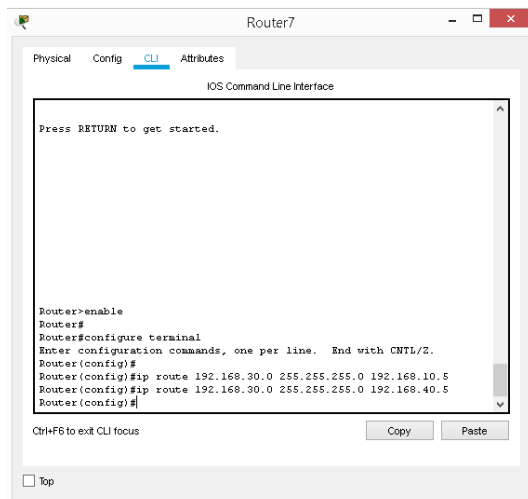 Router7
Physical Config CLI Attributes
IOS Command Line Interface
Press RETURN to get started.
Router>enable
Router#
Router#configure terminal
Enter configuration commands, one per line.  End with CNTL/Z.
Router(config)#
Router(config)#ip route 192.168.30.0 255.255.255.0 192.168.10.5
Router(config)#ip route 192.168.30.0 255.255.255.0 192.168.40.5
Router(config)#
Ctrl+F6 to exit CLI focus
Copy Paste
Top